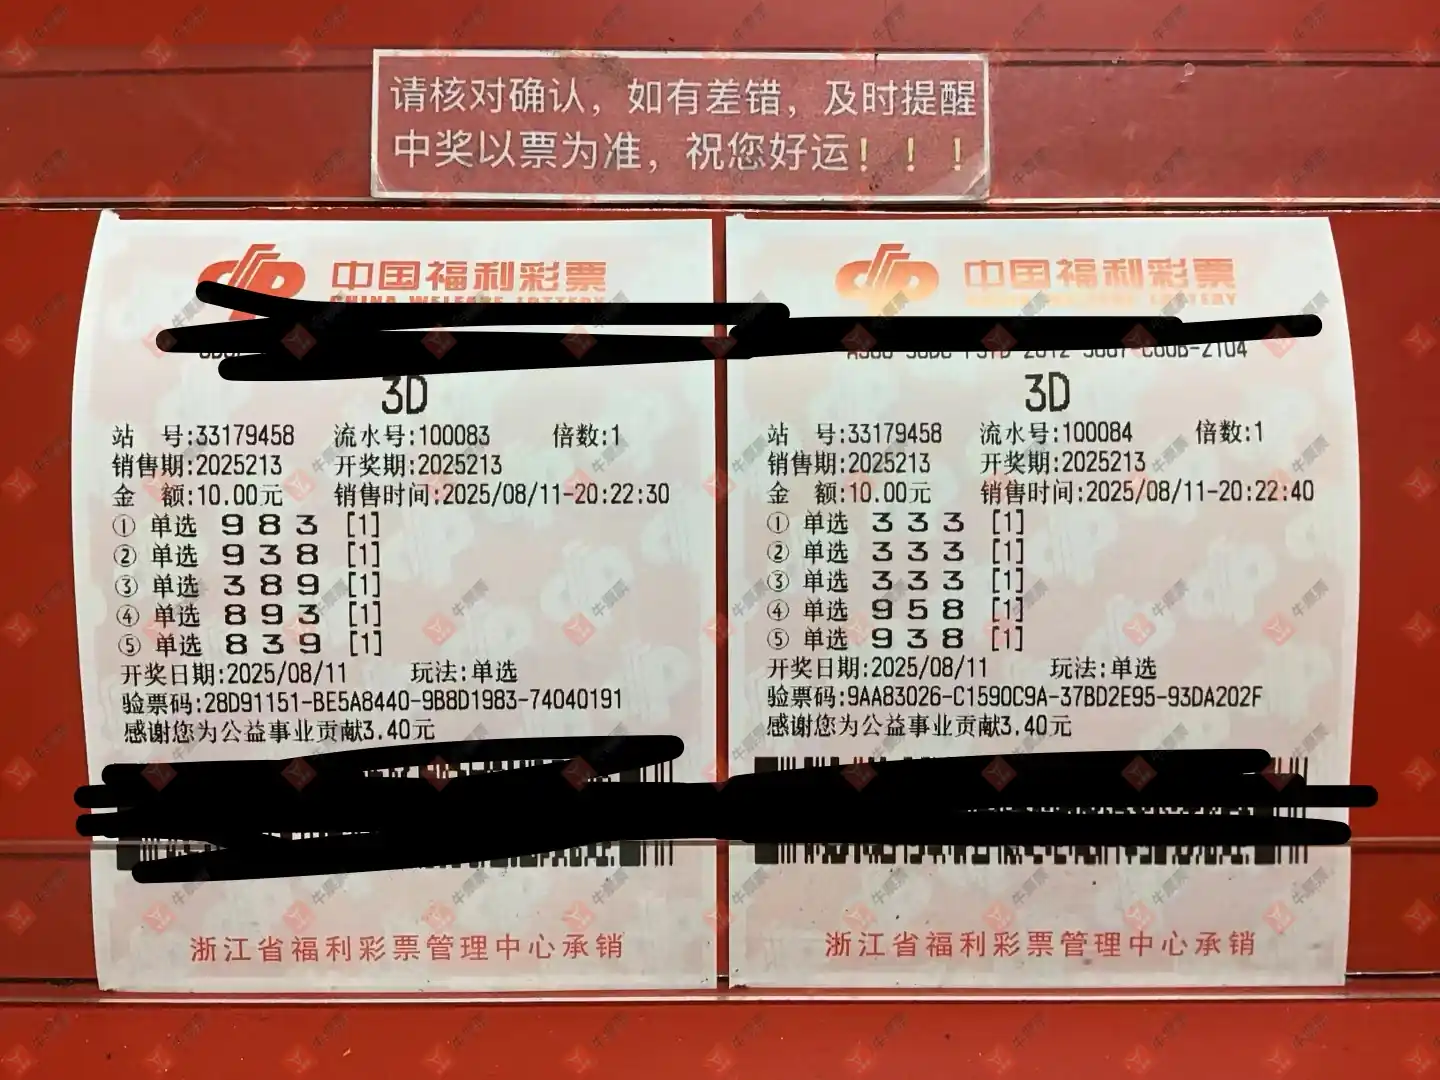 请核对确认，如有差错，及时提醒
中奖以票为准，祝您好运！！！
中国福利彩票
CHINA WELFARE LOTTERY
3D
站 号:33179458 流水号:100083 倍数:1
销售期:2025213 开奖期:2025213
金 额:10.00元 销售时间:2025/08/11-20:22:30
① 单选 9 8 3 [1]
② 单选 9 3 8 [1]
③ 单选 3 8 9 [1]
④ 单选 8 9 3 [1]
⑤ 单选 8 3 9 [1]
开奖日期:2025/08/11 玩法:单选
验票码:28D91151-BE5A8440-9B8D1983-74040191
感谢您为公益事业贡献3.40元
浙江省福利彩票管理中心承销
中国福利彩票
CHINA WELFARE LOTTERY
3D
站 号:33179458 流水号:100084 倍数:1
销售期:2025213 开奖期:2025213
金 额:10.00元 销售时间:2025/08/11-20:22:40
① 单选 3 3 3 [1]
② 单选 3 3 3 [1]
③ 单选 3 3 3 [1]
④ 单选 9 5 8 [1]
⑤ 单选 9 3 8 [1]
开奖日期:2025/08/11 玩法:单选
验票码:9AA83026-C1590C9A-37BD2E95-93DA202F
感谢您为公益事业贡献3.40元
浙江省福利彩票管理中心承销